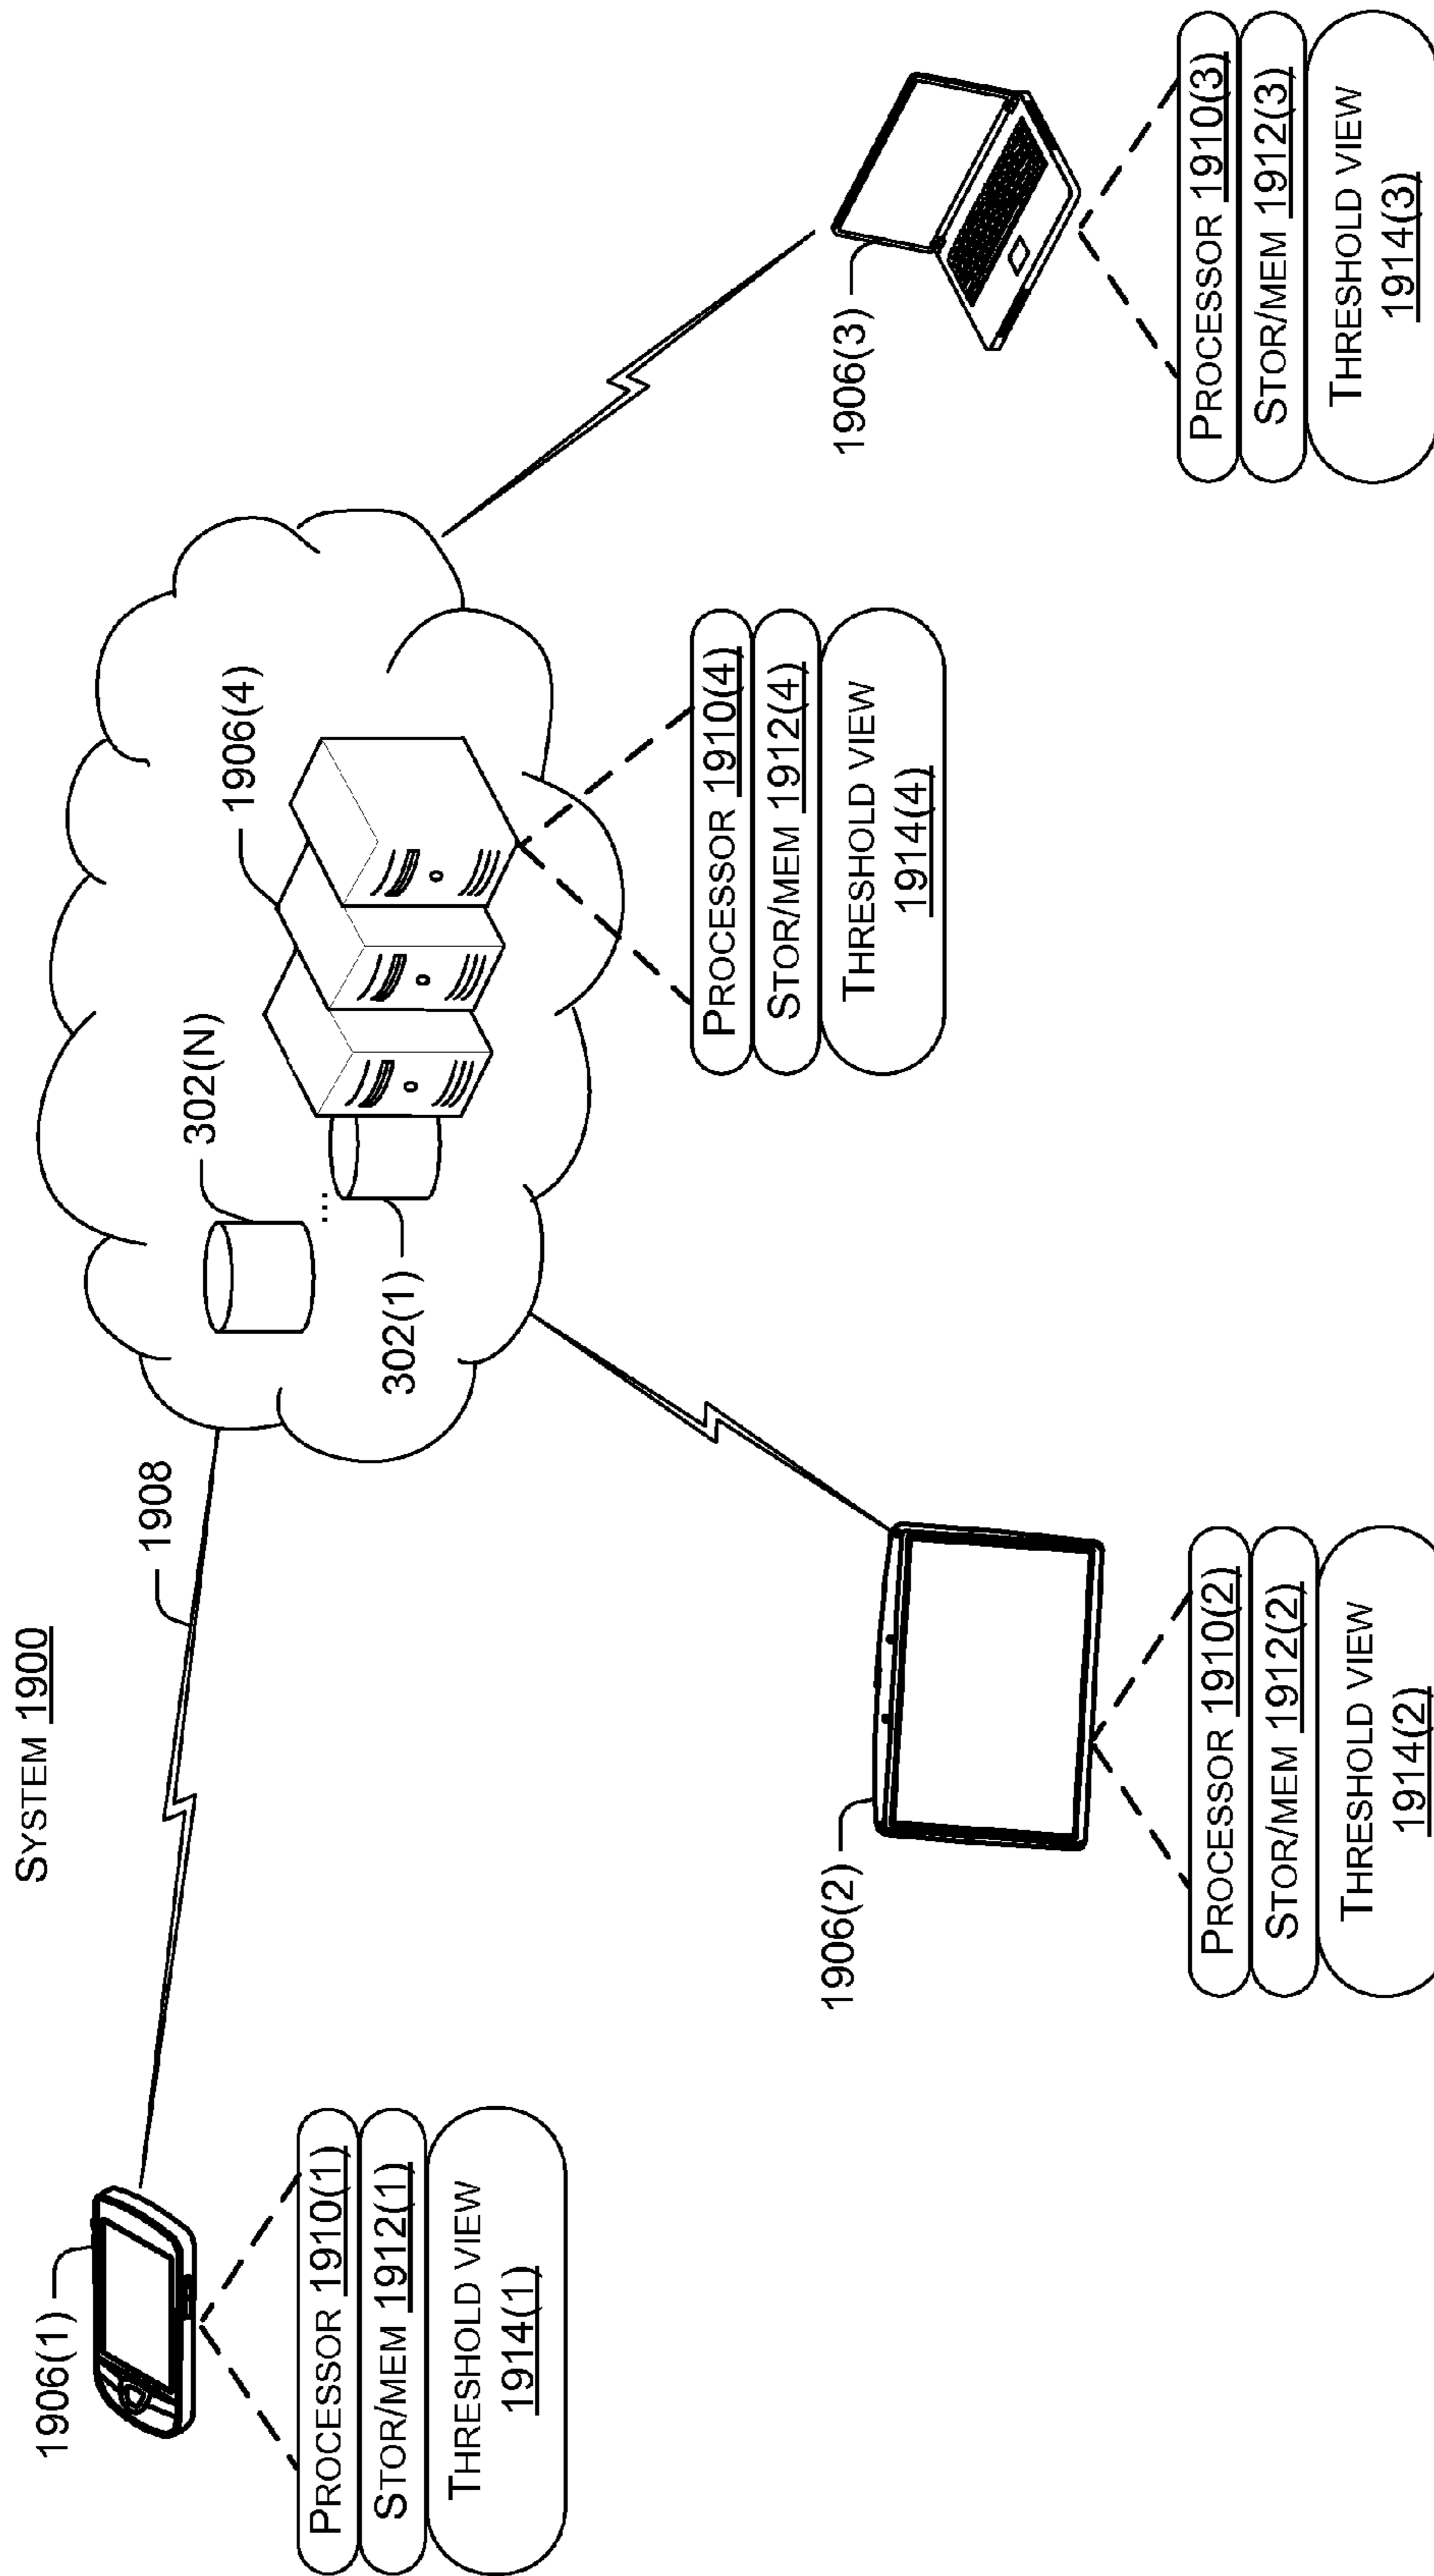 SYSTEM 1900
1906(1)
PROCESSOR 1910(1)
STOR/MEM 1912(1)
THRESHOLD VIEW
1914(1)
1908
302(N)
...
302(1)
1906(4)
PROCESSOR 1910(4)
STOR/MEM 1912(4)
THRESHOLD VIEW
1914(4)
1906(2)
PROCESSOR 1910(2)
STOR/MEM 1912(2)
THRESHOLD VIEW
1914(2)
1906(3)
PROCESSOR 1910(3)
STOR/MEM 1912(3)
THRESHOLD VIEW
1914(3)